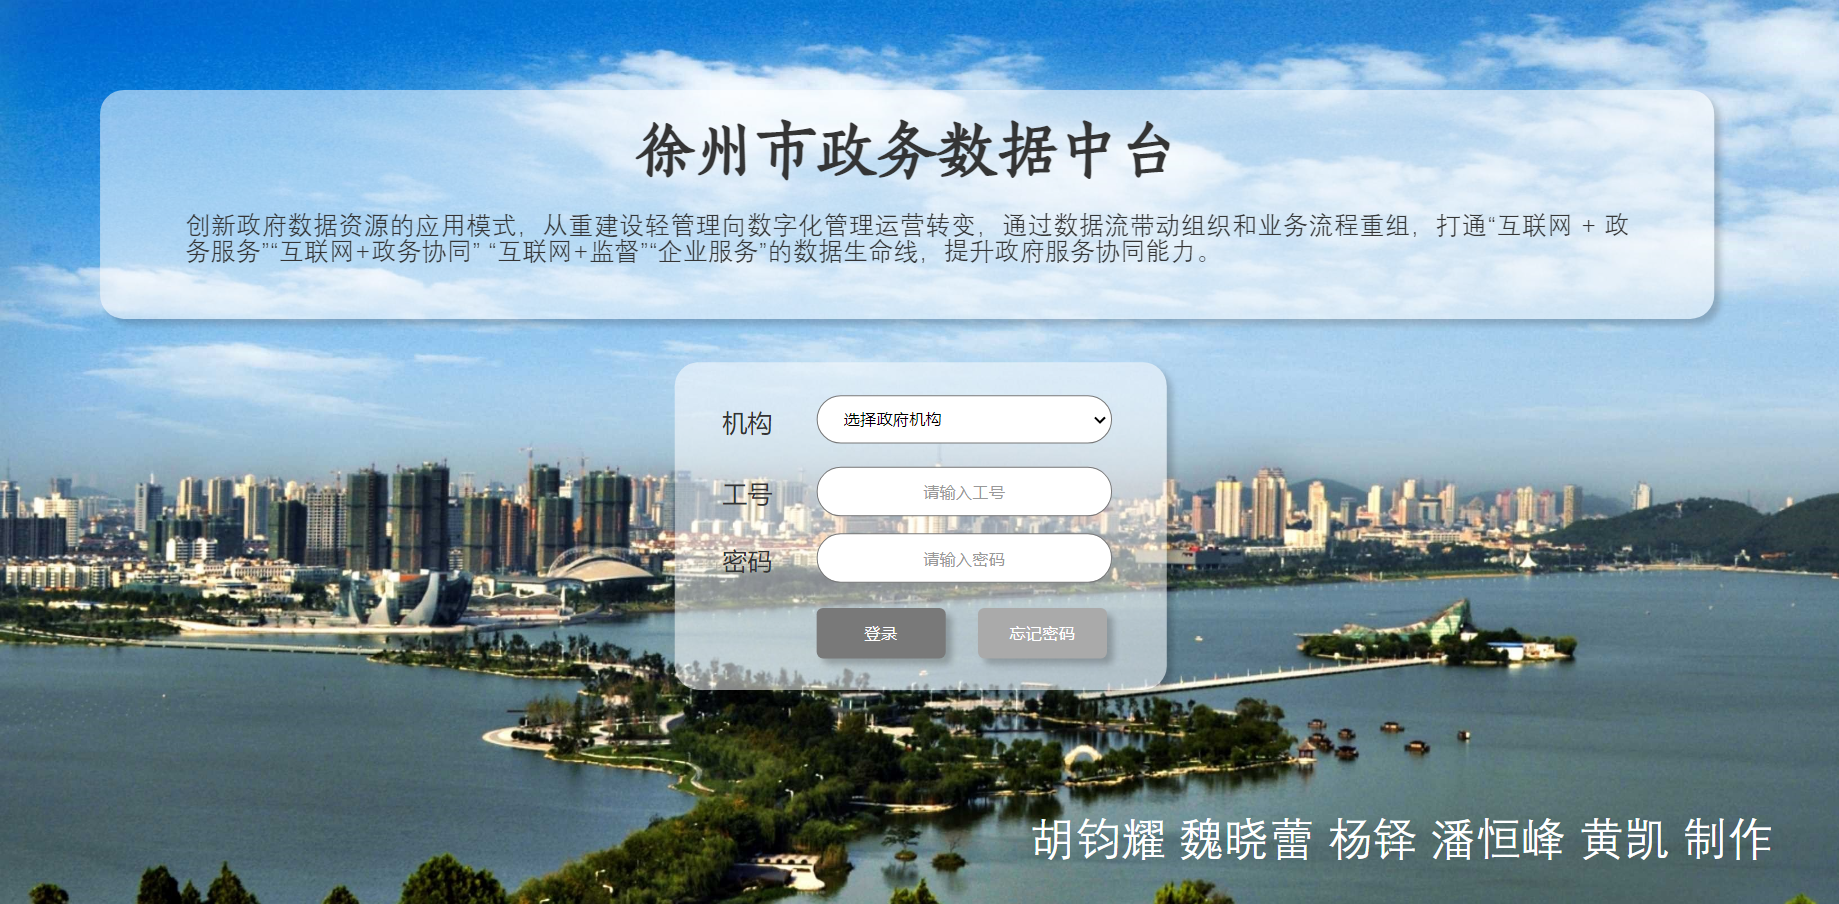 徐州市政务数据中台
创新政府数据资源的应用模式，从重建设轻管理向数字化管理运营转变，通过数据流带动组织和业务流程重组，打通“互联网 + 政
务服务”“互联网+政务协同” “互联网+监督”“企业服务”的数据生命线，提升政府服务协同能力。
机构 选择政府机构
工号 请输入工号
密码 请输入密码
登录 忘记密码
胡钧耀 魏晓蕾 杨铎 潘恒峰 黄凯 制作